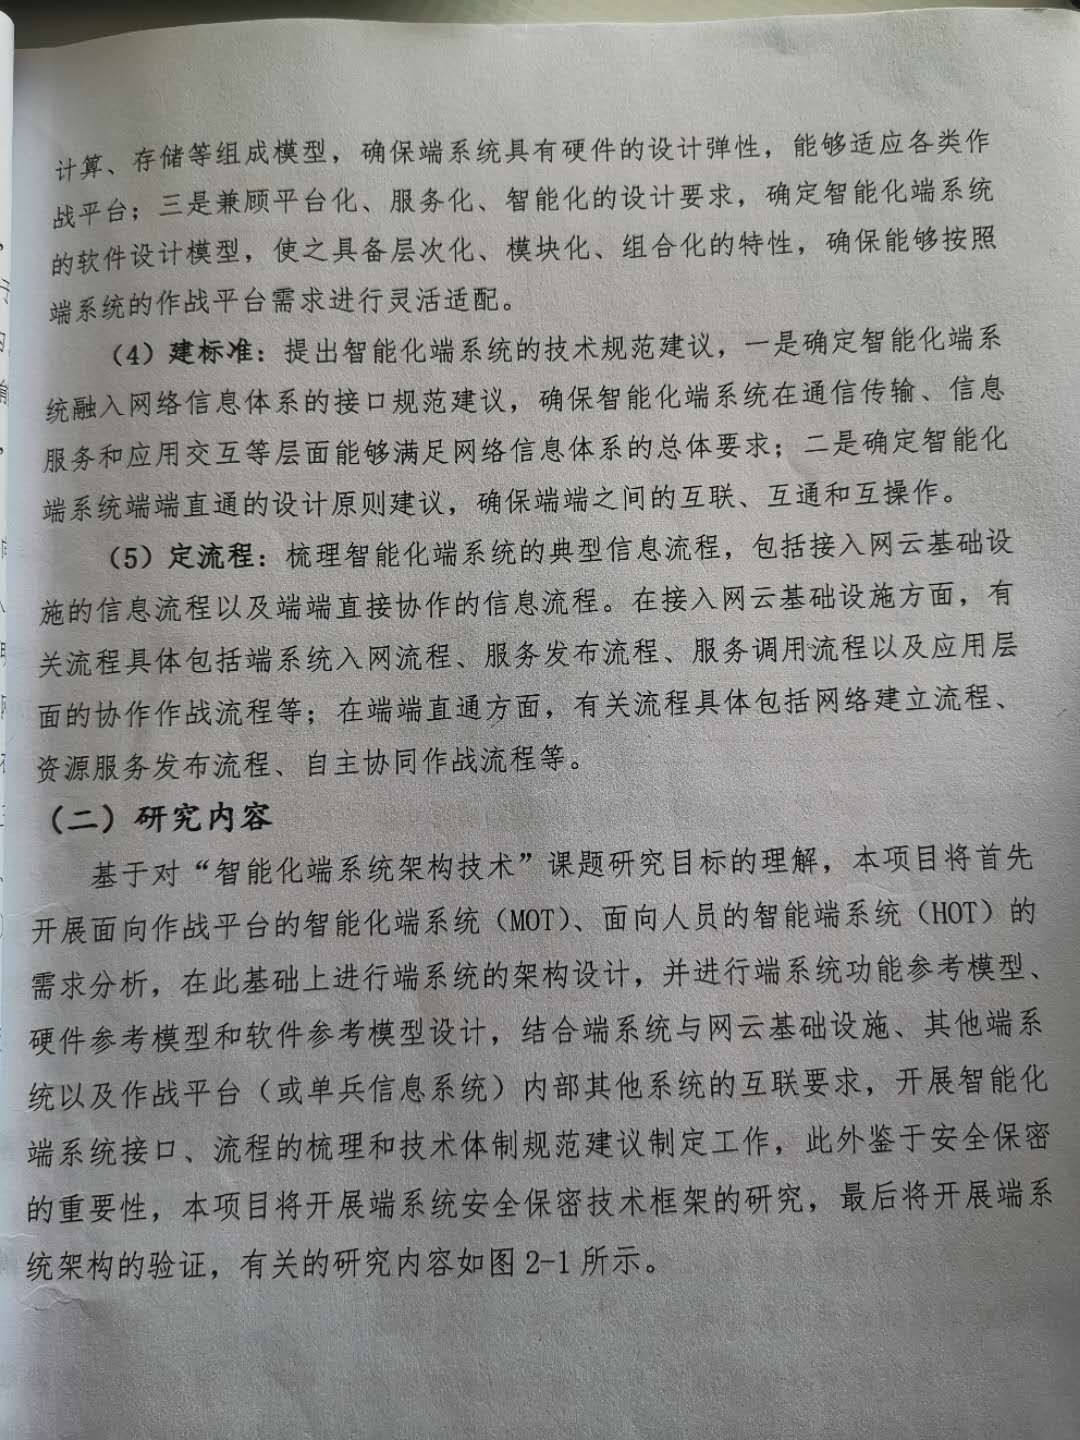 计算、存储等组成模型，确保端系统具有硬件的设计弹性，能够适应各类作
战平台；三是兼顾平台化、服务化、智能化的设计要求，确定智能化端系统
的软件设计模型，使之具备层次化、模块化、组合化的特性，确保能够按照
端系统的作战平台需求进行灵活适配。
（4）建标准：提出智能化端系统的技术规范建议，一是确定智能化端系
统融入网络信息体系的接口规范建议，确保智能化端系统在通信传输、信息
服务和应用交互等层面能够满足网络信息体系的总体要求；二是确定智能化
端系统端端直通的设计原则建议，确保端端之间的互联、互通和互操作。
（5）定流程：梳理智能化端系统的典型信息流程，包括接入网云基础设
施的信息流程以及端端直接协作的信息流程。在接入网云基础设施方面，有
关流程具体包括端系统入网流程、服务发布流程、服务调用流程以及应用层
面的协作作战流程等；在端端直通方面，有关流程具体包括网络建立流程、
资源服务发布流程、自主协同作战流程等。
（二）研究内容
基于对“智能化端系统架构技术”课题研究目标的理解，本项目将首先
开展面向作战平台的智能化端系统（MOT）、面向人员的智能端系统（HOT）的
需求分析，在此基础上进行端系统的架构设计，并进行端系统功能参考模型、
硬件参考模型和软件参考模型设计，结合端系统与网云基础设施、其他端系
统以及作战平台（或单兵信息系统）内部其他系统的互联要求，开展智能化
端系统接口、流程的梳理和技术体制规范建议制定工作，此外鉴于安全保密
的重要性，本项目将开展端系统安全保密技术框架的研究，最后将开展端系
统架构的验证，有关的研究内容如图 2-1 所示。